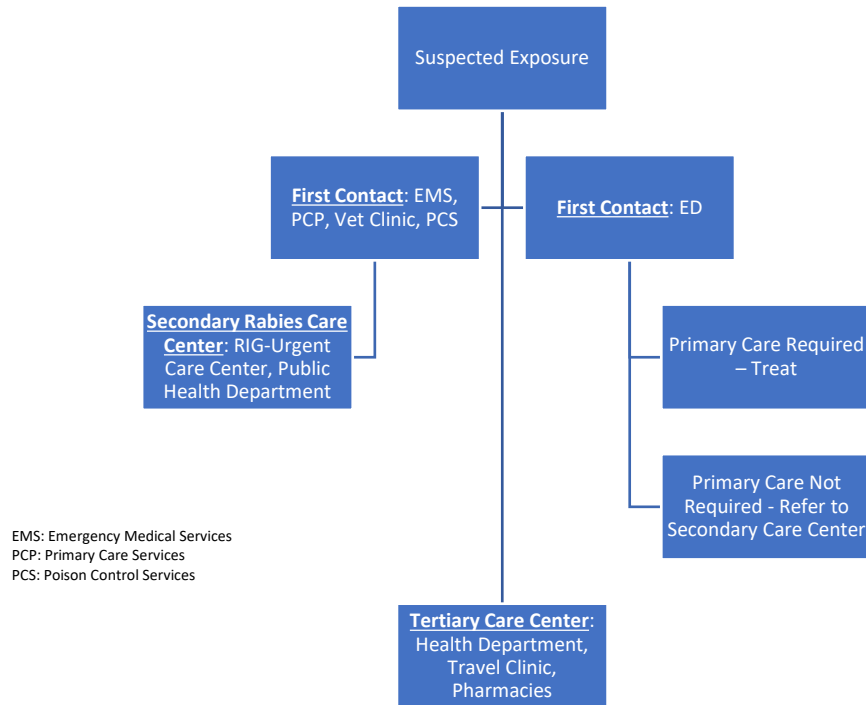 Suspected Exposure
First Contact: EMS,
PCP, Vet Clinic, PCS
First Contact: ED
Secondary Rabies Care
Center: RIG-Urgent
Care Center, Public
Health Department
Primary Care Required
– Treat
Primary Care Not
Required - Refer to
Secondary Care Center
EMS: Emergency Medical Services
PCP: Primary Care Services
PCS: Poison Control Services
Tertiary Care Center:
Health Department,
Travel Clinic,
Pharmacies